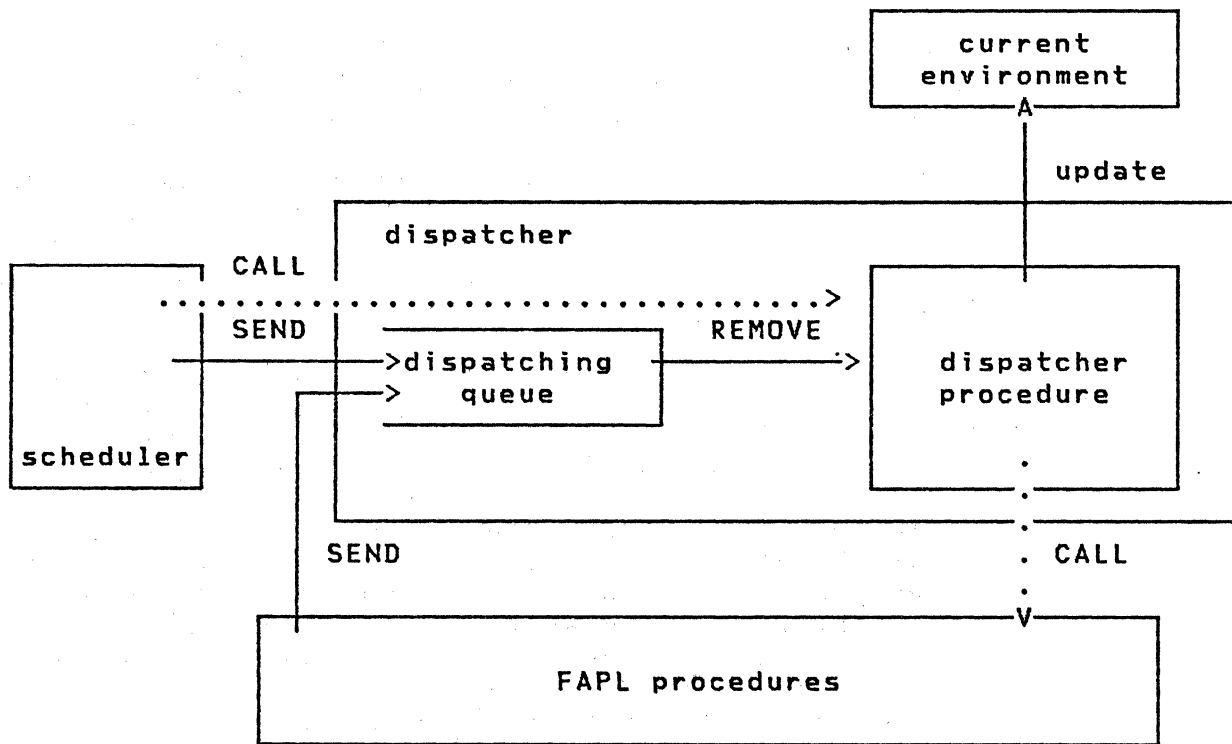 current
environment
update
dispatcher
CALL
SEND
REMOVE
dispatching
queue
dispatcher
procedure
scheduler
SEND
CALL
FAPL procedures